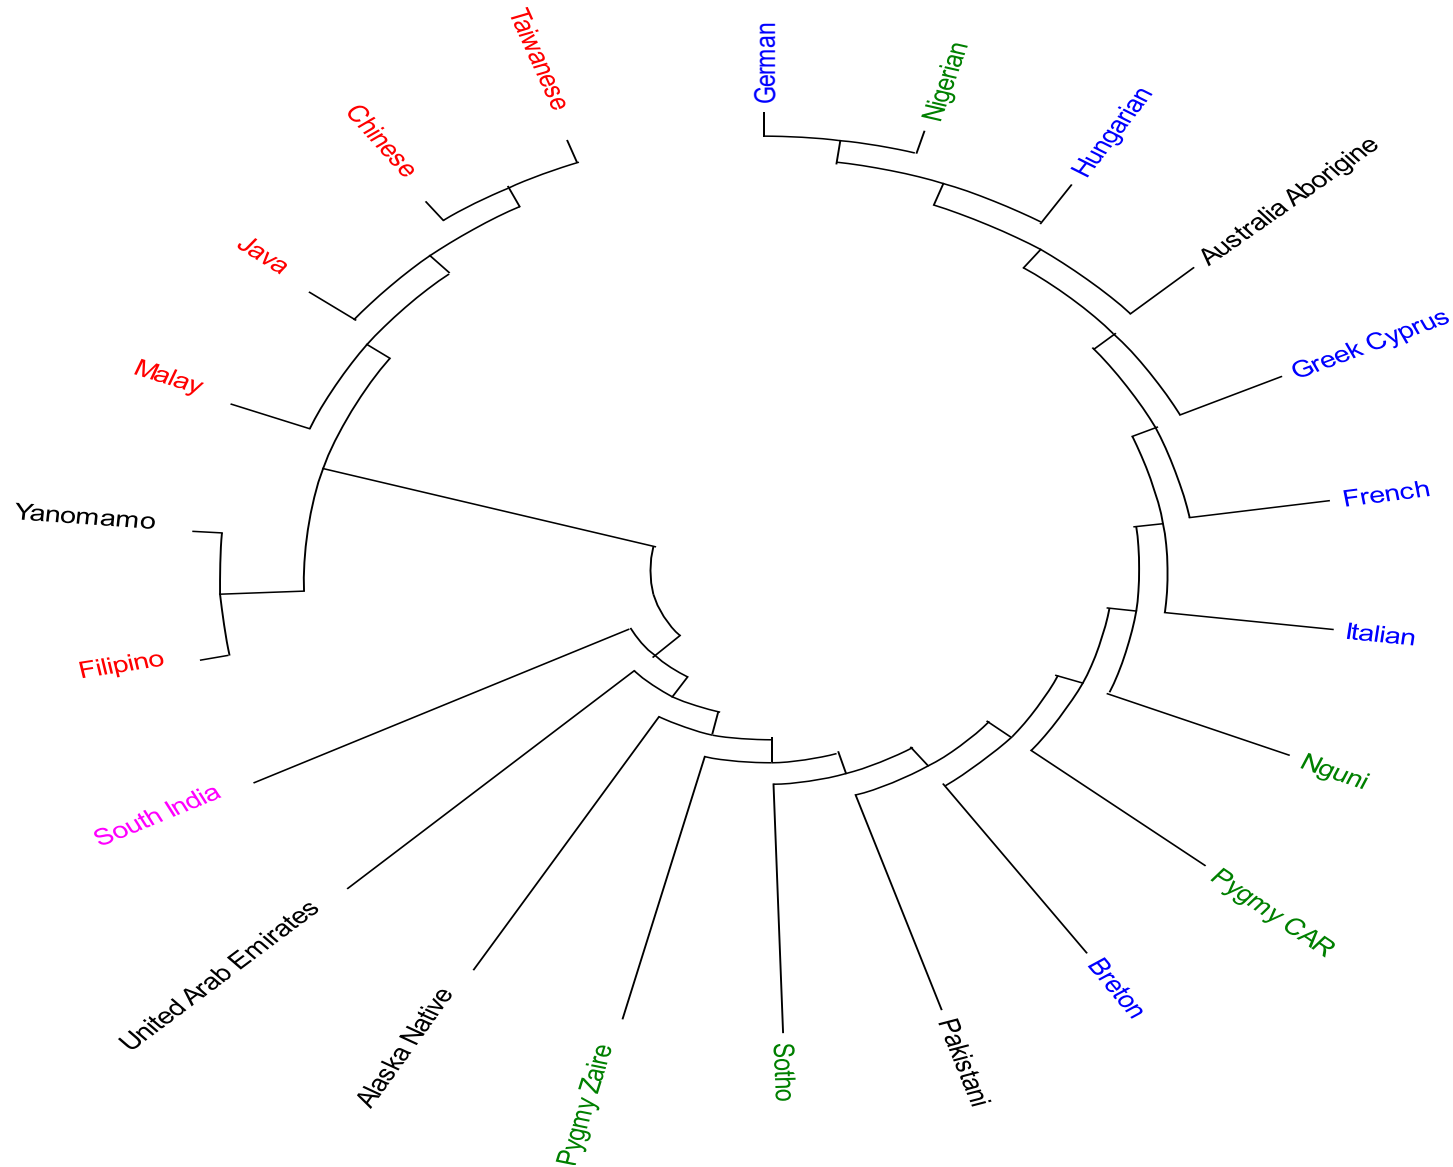 German
Nigerian
Hungarian
Australia Aborigine
Greek Cyprus
French
Italian
Nguni
Pygmy CAR
Breton
Pakistani
Sotho
Pygmy Zaire
Alaska Native
United Arab Emirates
South India
Filipino
Yanomamo
Malay
Java
Chinese
Taiwanese